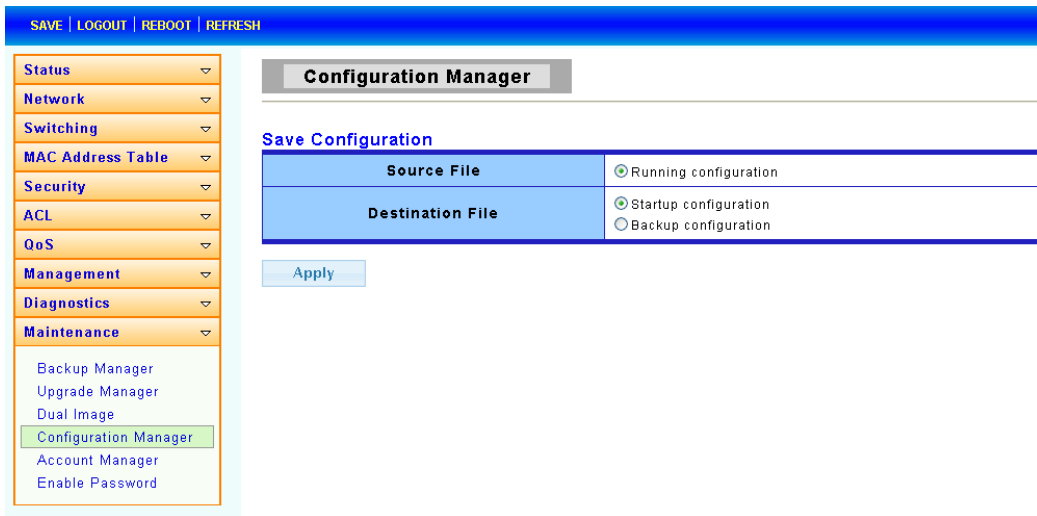 SAVE | LOGOUT | REBOOT | REFRESH
Status
Network
Switching
MAC Address Table
Security
ACL
QoS
Management
Diagnostics
Maintenance
Backup Manager
Upgrade Manager
Dual Image
Configuration Manager
Account Manager
Enable Password
Configuration Manager
Save Configuration
Source File
Running configuration
Destination File
Startup configuration
Backup configuration
Apply